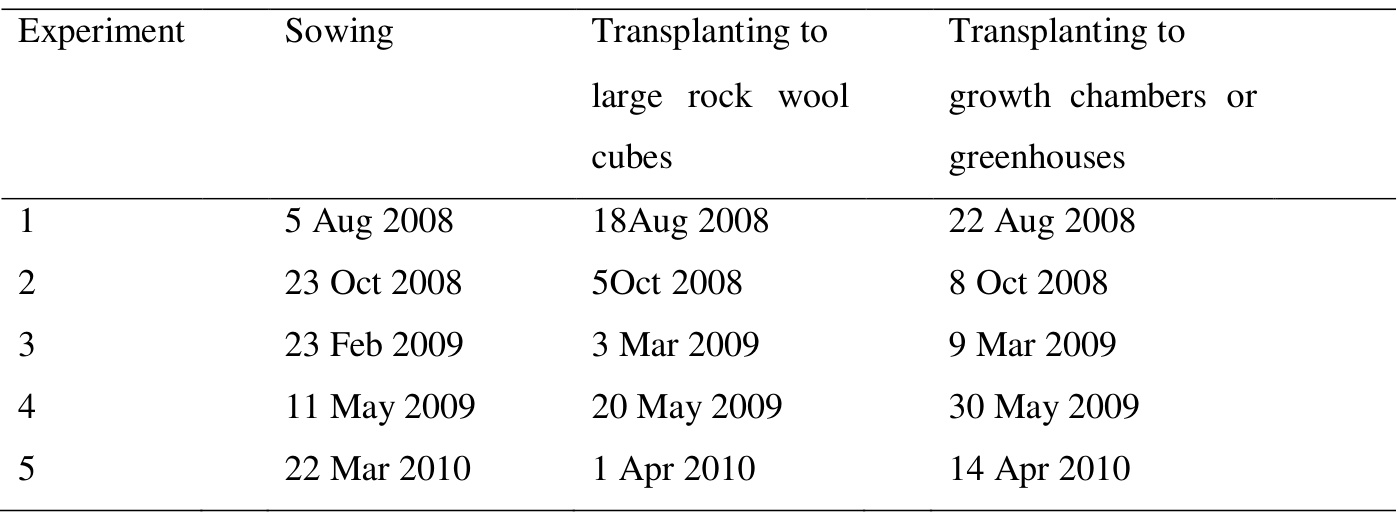 Experiment Sowing Transplanting to Transplanting to
large rock wool growth chambers or
cubes greenhouses
1 5 Aug 2008 18Aug 2008 22 Aug 2008
2 23 Oct 2008 5Oct 2008 8 Oct 2008
3 23 Feb 2009 3 Mar 2009 9 Mar 2009
4 11 May 2009 20 May 2009 30 May 2009
5 22 Mar 2010 1 Apr 2010 14 Apr 2010